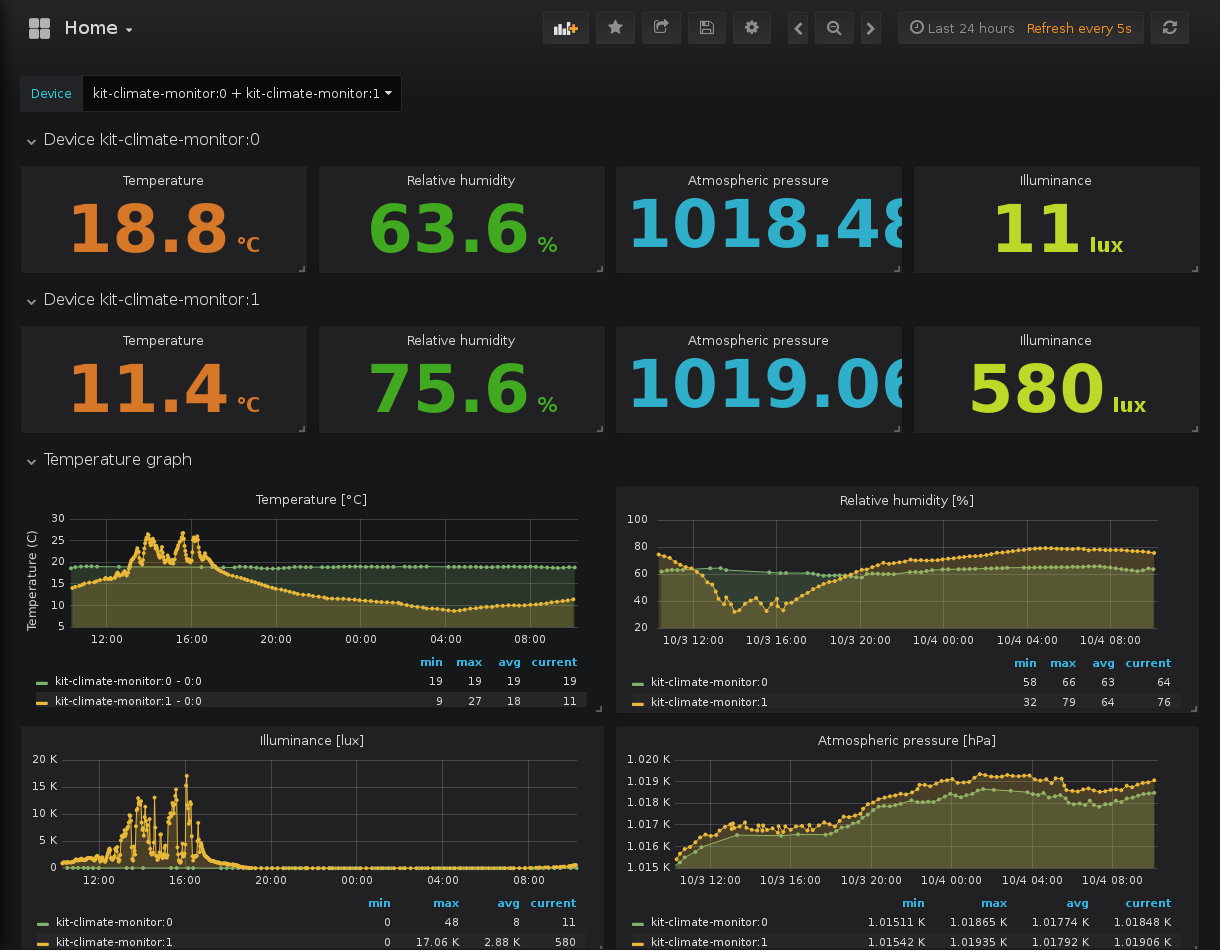 Home
Last 24 hours Refresh every 5s
Device kit-climate-monitor:0 + kit-climate-monitor:1
Device kit-climate-monitor:0
Temperature Relative humidity Atmospheric pressure Illuminance
18.8 °C 63.6 % 1018.48 11 lux
Device kit-climate-monitor:1
Temperature Relative humidity Atmospheric pressure Illuminance
11.4 °C 75.6 % 1019.06 580 lux
Temperature graph
Temperature [°C]
Temperature (C)
30
25
20
15
10
5
12:00 16:00 20:00 00:00 04:00 08:00
min max avg current
kit-climate-monitor:0 - 0:0 19 19 19 19
kit-climate-monitor:1 - 0:0 9 27 18 11
Relative humidity [%]
100
80
60
40
20
10/3 12:00 10/3 16:00 10/3 20:00 10/4 00:00 10/4 04:00 10/4 08:00
min max avg current
kit-climate-monitor:0 58 66 63 64
kit-climate-monitor:1 32 79 64 76
Illuminance [lux]
20 K
15 K
10 K
5 K
0
12:00 16:00 20:00 00:00 04:00 08:00
min max avg current
kit-climate-monitor:0 0 48 8 11
kit-climate-monitor:1 0 17.06 K 2.88 K 580
Atmospheric pressure [hPa]
1.020 K
1.019 K
1.018 K
1.017 K
1.016 K
1.015 K
10/3 12:00 10/3 16:00 10/3 20:00 10/4 00:00 10/4 04:00 10/4 08:00
min max avg current
kit-climate-monitor:0 1.01511 K 1.01865 K 1.01774 K 1.01848 K
kit-climate-monitor:1 1.01542 K 1.01935 K 1.01792 K 1.01906 K